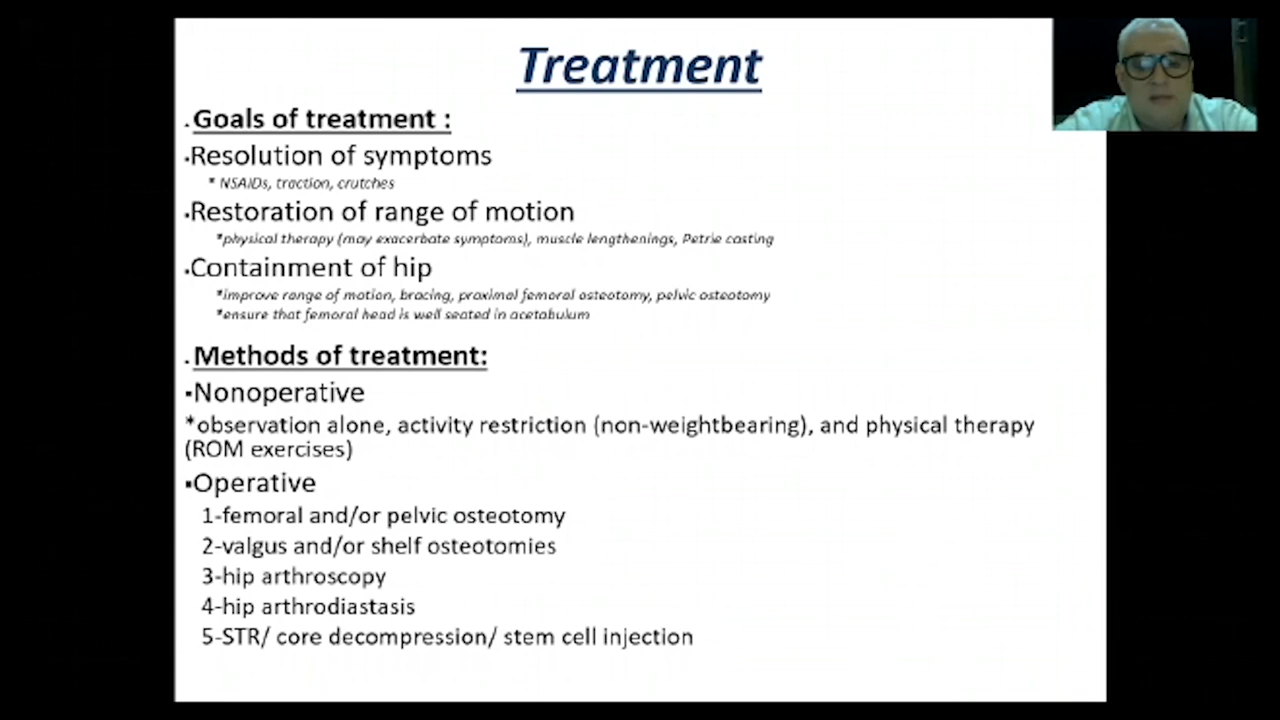 Treatment
.Goals of treatment :
•Resolution of symptoms
* NSAIDs, traction, crutches
•Restoration of range of motion
*physical therapy (may exacerbate symptoms), muscle lengthenings, Petrie casting
•Containment of hip
*improve range of motion, bracing, proximal femoral osteotomy, pelvic osteotomy
*ensure that femoral head is well seated in acetabulum
.Methods of treatment:
▪Nonoperative
*observation alone, activity restriction (non-weightbearing), and physical therapy
(ROM exercises)
▪Operative
1-femoral and/or pelvic osteotomy
2-valgus and/or shelf osteotomies
3-hip arthroscopy
4-hip arthrodiastasis
5-STR/ core decompression/ stem cell injection